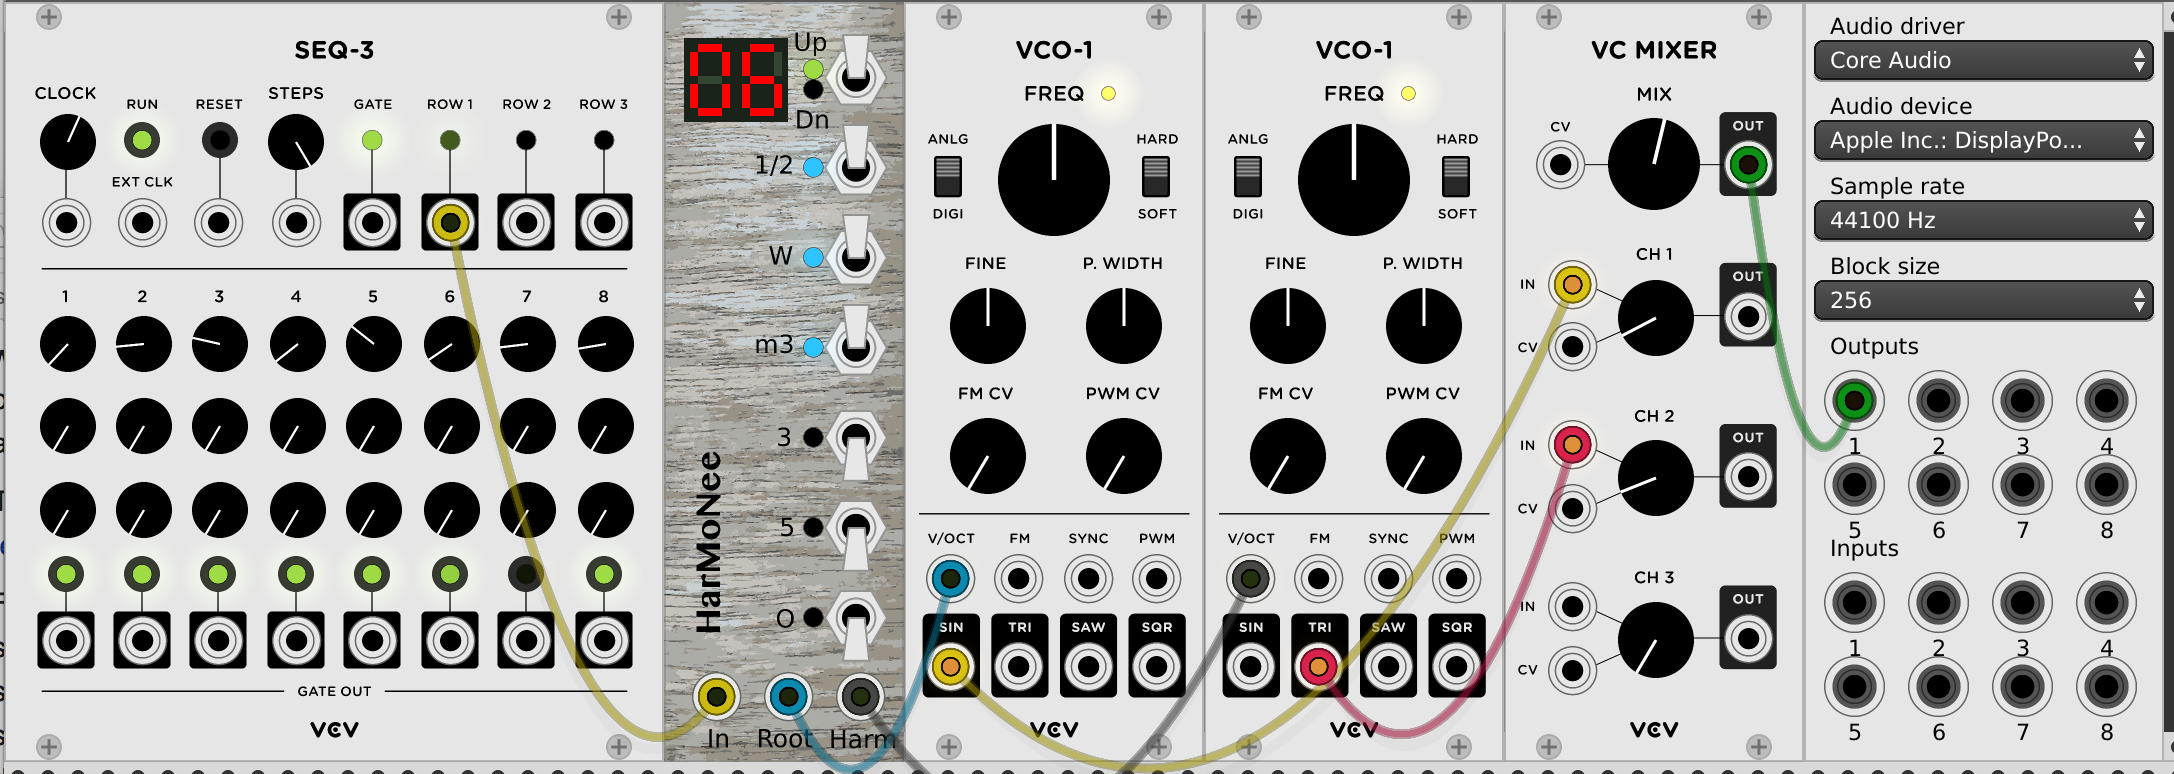 SEQ-3
CLOCK
RUN
RESET
STEPS
GATE
ROW 1
ROW 2
ROW 3
EXT CLK
1 2 3 4 5 6 7 8
GATE OUT
VCV
06
Up
Dn
1/2
W
m3
3
5
O
HarMoNee
In Root Harm
VCO-1
FREQ
ANLG
HARD
DIGI
SOFT
FINE
P. WIDTH
FM CV
PWM CV
V/OCT FM SYNC PWM
SIN TRI SAW SQR
VCV
VCO-1
FREQ
ANLG
HARD
DIGI
SOFT
FINE
P. WIDTH
FM CV
PWM CV
V/OCT FM SYNC PWM
SIN TRI SAW SQR
VCV
VC MIXER
MIX
CV
OUT
CH 1
IN
OUT
CV
CH 2
IN
OUT
CV
CH 3
IN
OUT
CV
VCV
Audio driver
Core Audio
Audio device
Apple Inc.: DisplayPo...
Sample rate
44100 Hz
Block size
256
Outputs
1 2 3 4
5 6 7 8
Inputs
1 2 3 4
5 6 7 8